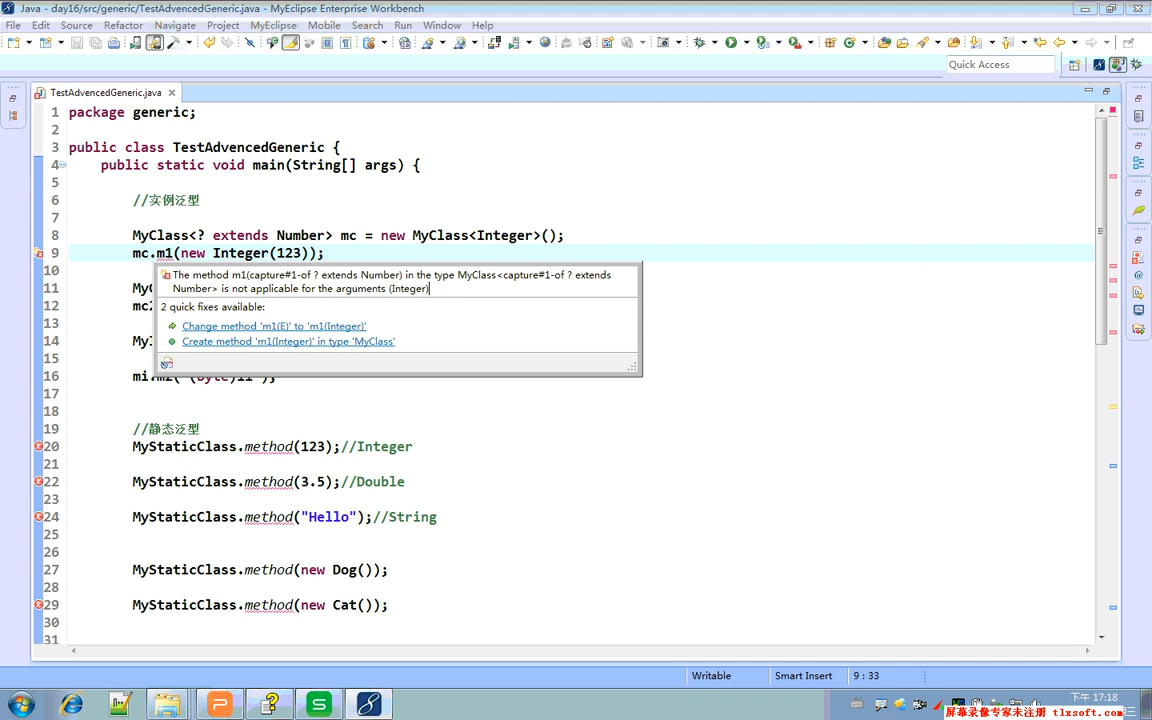 Java - day16/src/generic/TestAdvencedGeneric.java - MyEclipse Enterprise Workbench
File Edit Source Refactor Navigate Project MyEclipse Mobile Search Run Window Help
Quick Access
TestAdvencedGeneric.java
1 package generic;
2
3 public class TestAdvencedGeneric {
4 public static void main(String[] args) {
5
6 //实例泛型
7
8 MyClass<? extends Number> mc = new MyClass<Integer>();
9 mc.m1(new Integer(123));
10
The method m1(capture#1-of ? extends Number) in the type MyClass<capture#1-of ? extends
Number> is not applicable for the arguments (Integer)
2 quick fixes available:
Change method 'm1(E)' to 'm1(Integer)'
Create method 'm1(Integer)' in type 'MyClass'
11
12 mc2
13
14
15
16
17
18
19 //静态泛型
20 MyStaticClass.method(123);//Integer
21
22 MyStaticClass.method(3.5);//Double
23
24 MyStaticClass.method("Hello");//String
25
26
27 MyStaticClass.method(new Dog());
28
29 MyStaticClass.method(new Cat());
30
31
Writable Smart Insert 9 : 33
下午 17:18
屏幕录像专家未注册 tlxsoft.com